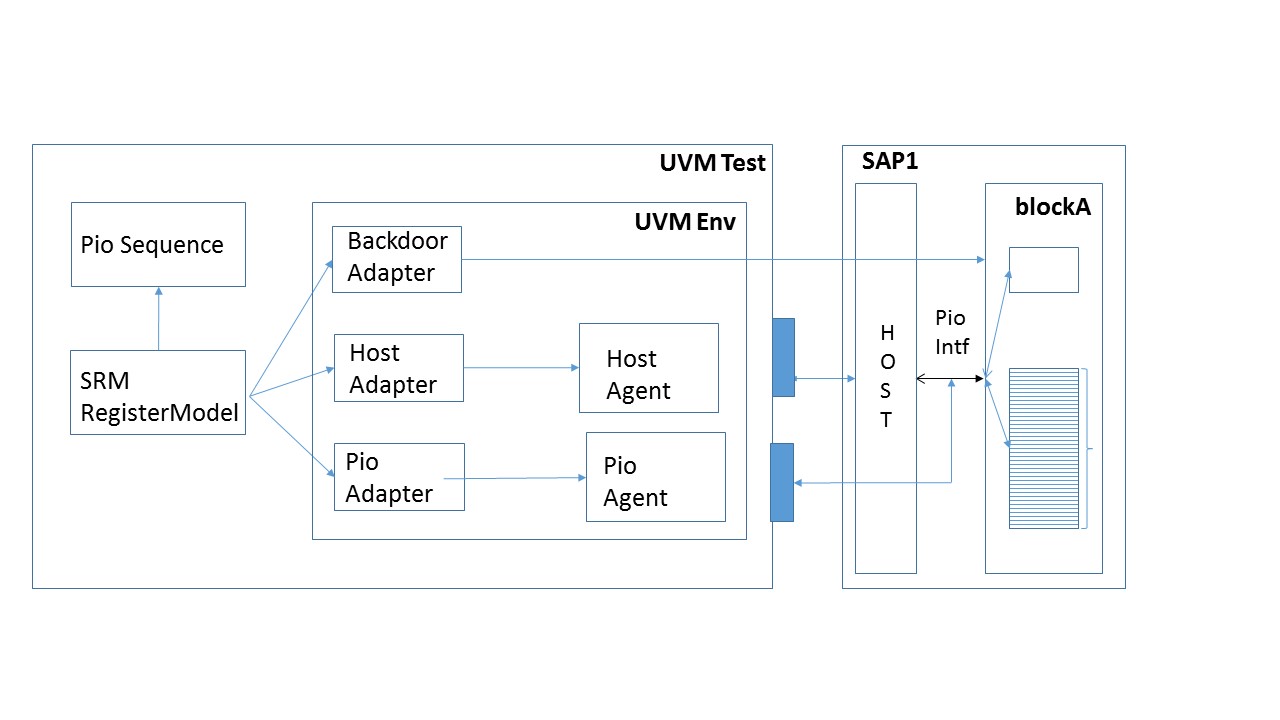 UVM Test
SAP1
UVM Env
blockA
Pio Sequence
Backdoor
Adapter
SRM
RegisterModel
Host
Adapter
Host
Agent
Pio
Adapter
Pio
Agent
H
O
S
T
Pio
Intf